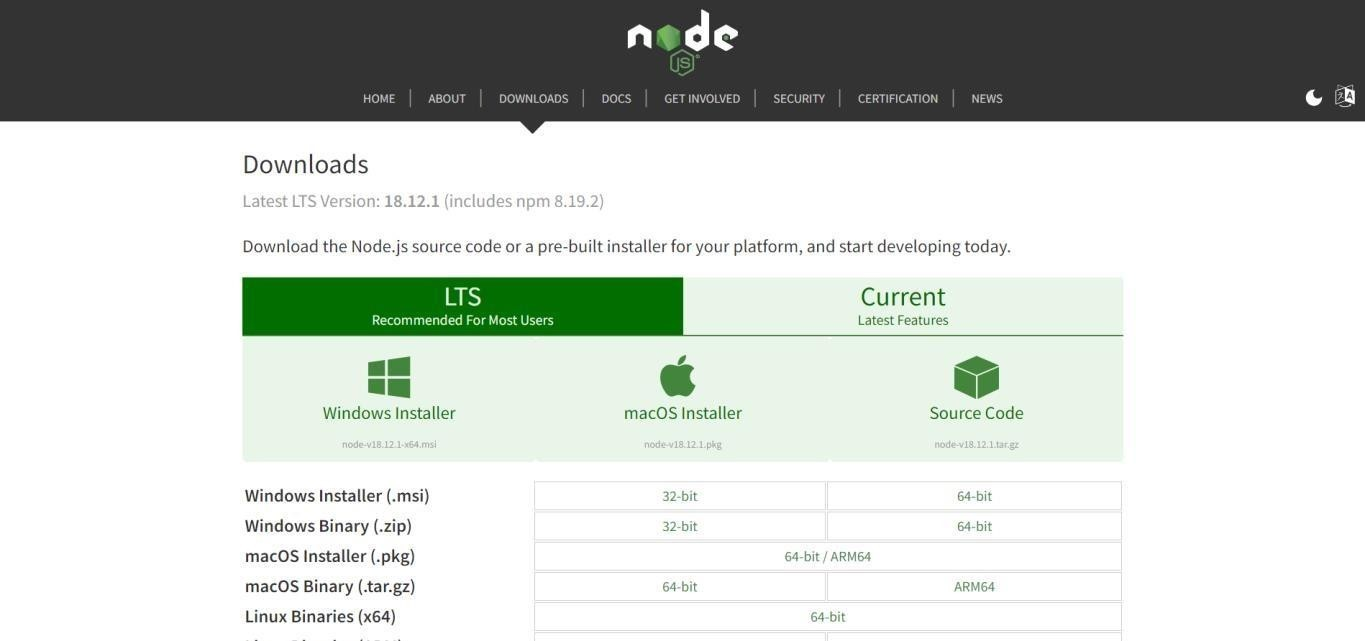 node
JS
HOME ABOUT DOWNLOADS DOCS GET INVOLVED SECURITY CERTIFICATION NEWS
Downloads
Latest LTS Version: 18.12.1 (includes npm 8.19.2)
Download the Node.js source code or a pre-built installer for your platform, and start developing today.
LTS Current
Recommended For Most Users Latest Features
Windows Installer macOS Installer Source Code
node-v18.12.1-x64.msi node-v18.12.1.pkg node-v18.12.1.tar.gz
Windows Installer (.msi) 32-bit 64-bit
Windows Binary (.zip) 32-bit 64-bit
macOS Installer (.pkg) 64-bit / ARM64
macOS Binary (.tar.gz) 64-bit ARM64
Linux Binaries (x64) 64-bit